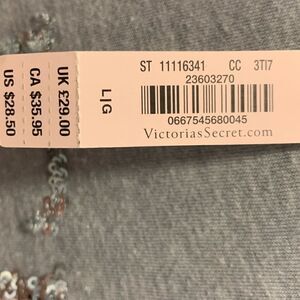 ST 11116341 CC 3TI7
23603270
0667545680045
VictoriasSecret.com
L|G
UK £29.00
CA $35.95
US $28.50